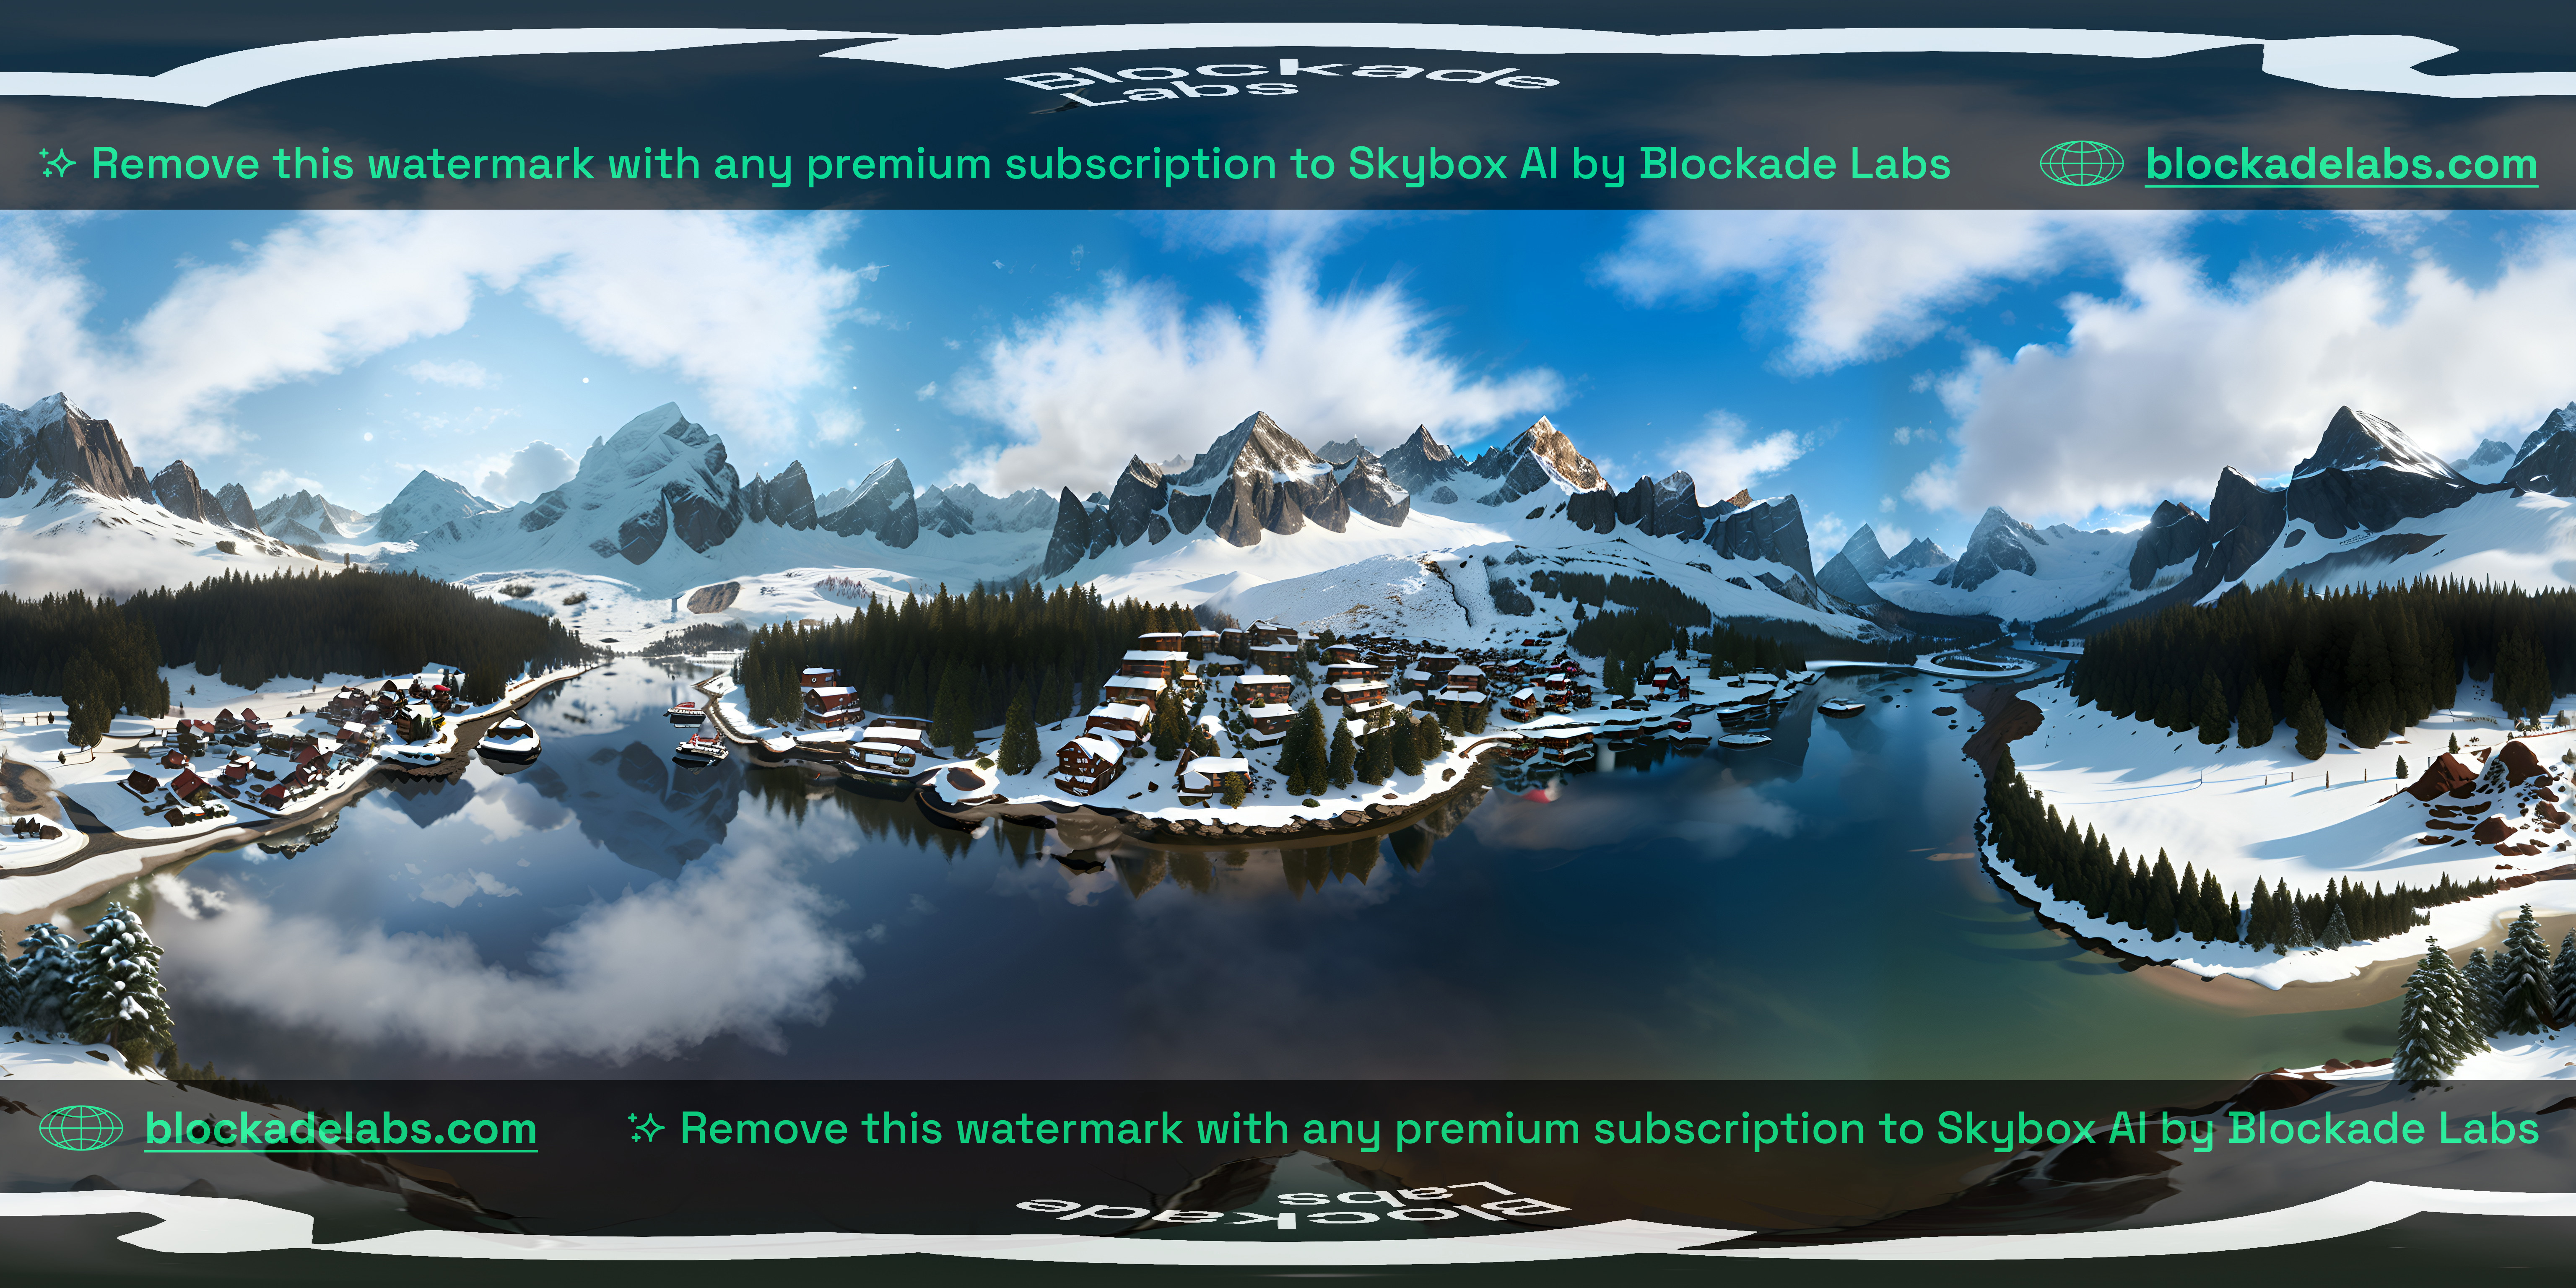 Blockade
Labs
Remove this watermark with any premium subscription to Skybox AI by Blockade Labs
blockadelabs.com
blockadelabs.com
Remove this watermark with any premium subscription to Skybox AI by Blockade Labs
Labs
Blockade